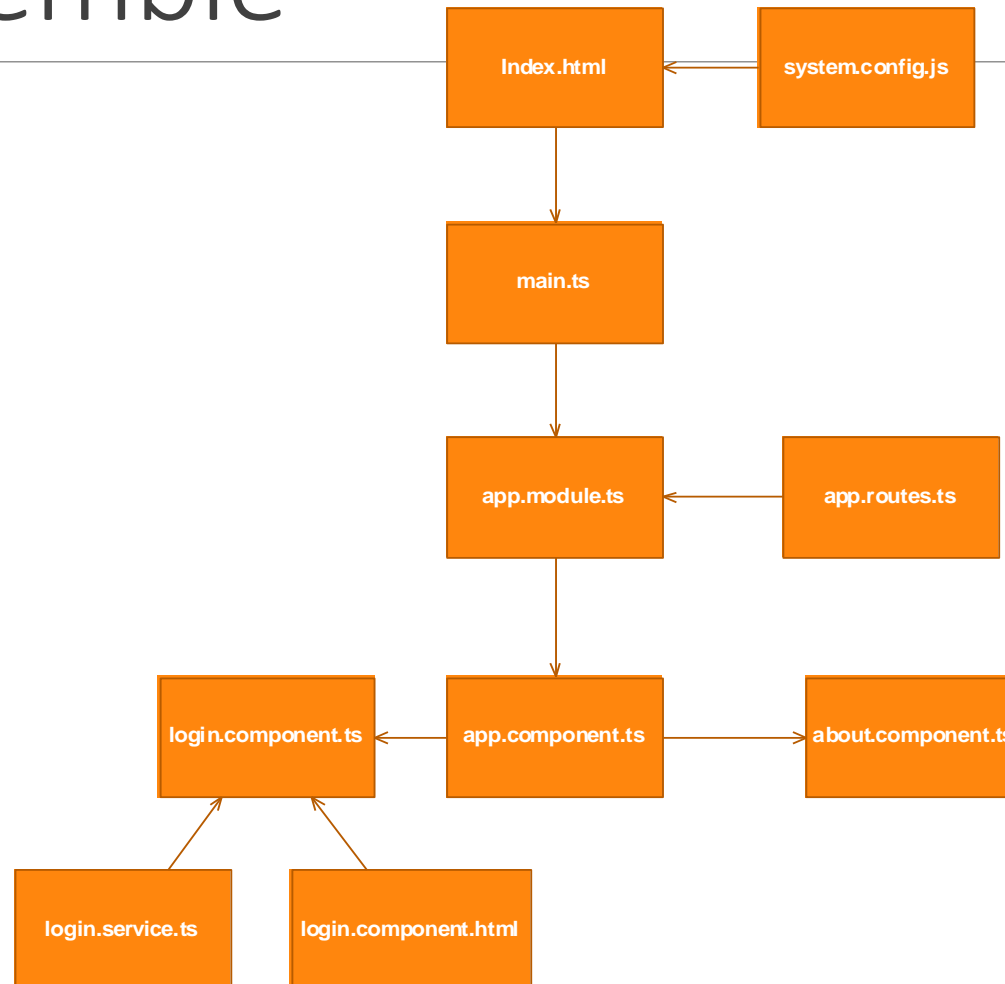 Index.html
system.config.js
main.ts
app.module.ts
app.routes.ts
login.component.ts
app.component.ts
about.component.ts
login.service.ts
login.component.html